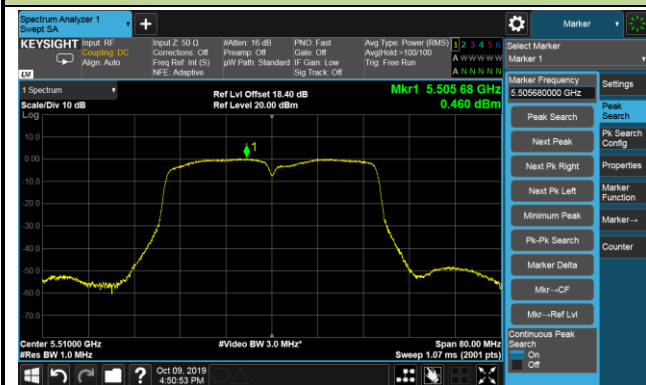 Spectrum Analyzer 1
Swept SA
Marker
KEYSIGHT
Input: RF
Coupling: DC
Align: Auto
Input Z: 50 Ω
Corrections: Off
Freq Ref: Int (S)
NFE: Adaptive
#Atten: 16 dB
Preamp: Off
µW Path: Standard
PNO: Fast
Gate: Off
IF Gain: Low
Sig Track: Off
Avg Type: Power (RMS)
Avg|Hold:>100/100
Trig: Free Run
1 2 3 4 5 6
A W W W W W
A N N N N N
LXI
1 Spectrum
Scale/Div 10 dB
Log
Ref Lvl Offset 18.40 dB
Ref Level 20.00 dBm
Mkr1 5.505 68 GHz
0.460 dBm
1
10.0
0.00
-10.0
-20.0
-30.0
-40.0
-50.0
-60.0
-70.0
Center 5.51000 GHz
#Res BW 1.0 MHz
#Video BW 3.0 MHz*
Span 80.00 MHz
Sweep 1.07 ms (2001 pts)
Oct 09, 2019
4:50:53 PM
Select Marker
Marker 1
Marker Frequency
5.505680000 GHz
Peak Search
Next Peak
Next Pk Right
Next Pk Left
Minimum Peak
Pk-Pk Search
Marker Delta
Mkr→CF
Mkr→Ref Lvl
Continuous Peak
Search
On
Off
Settings
Peak
Search
Pk Search
Config
Properties
Marker
Function
Marker→
Counter